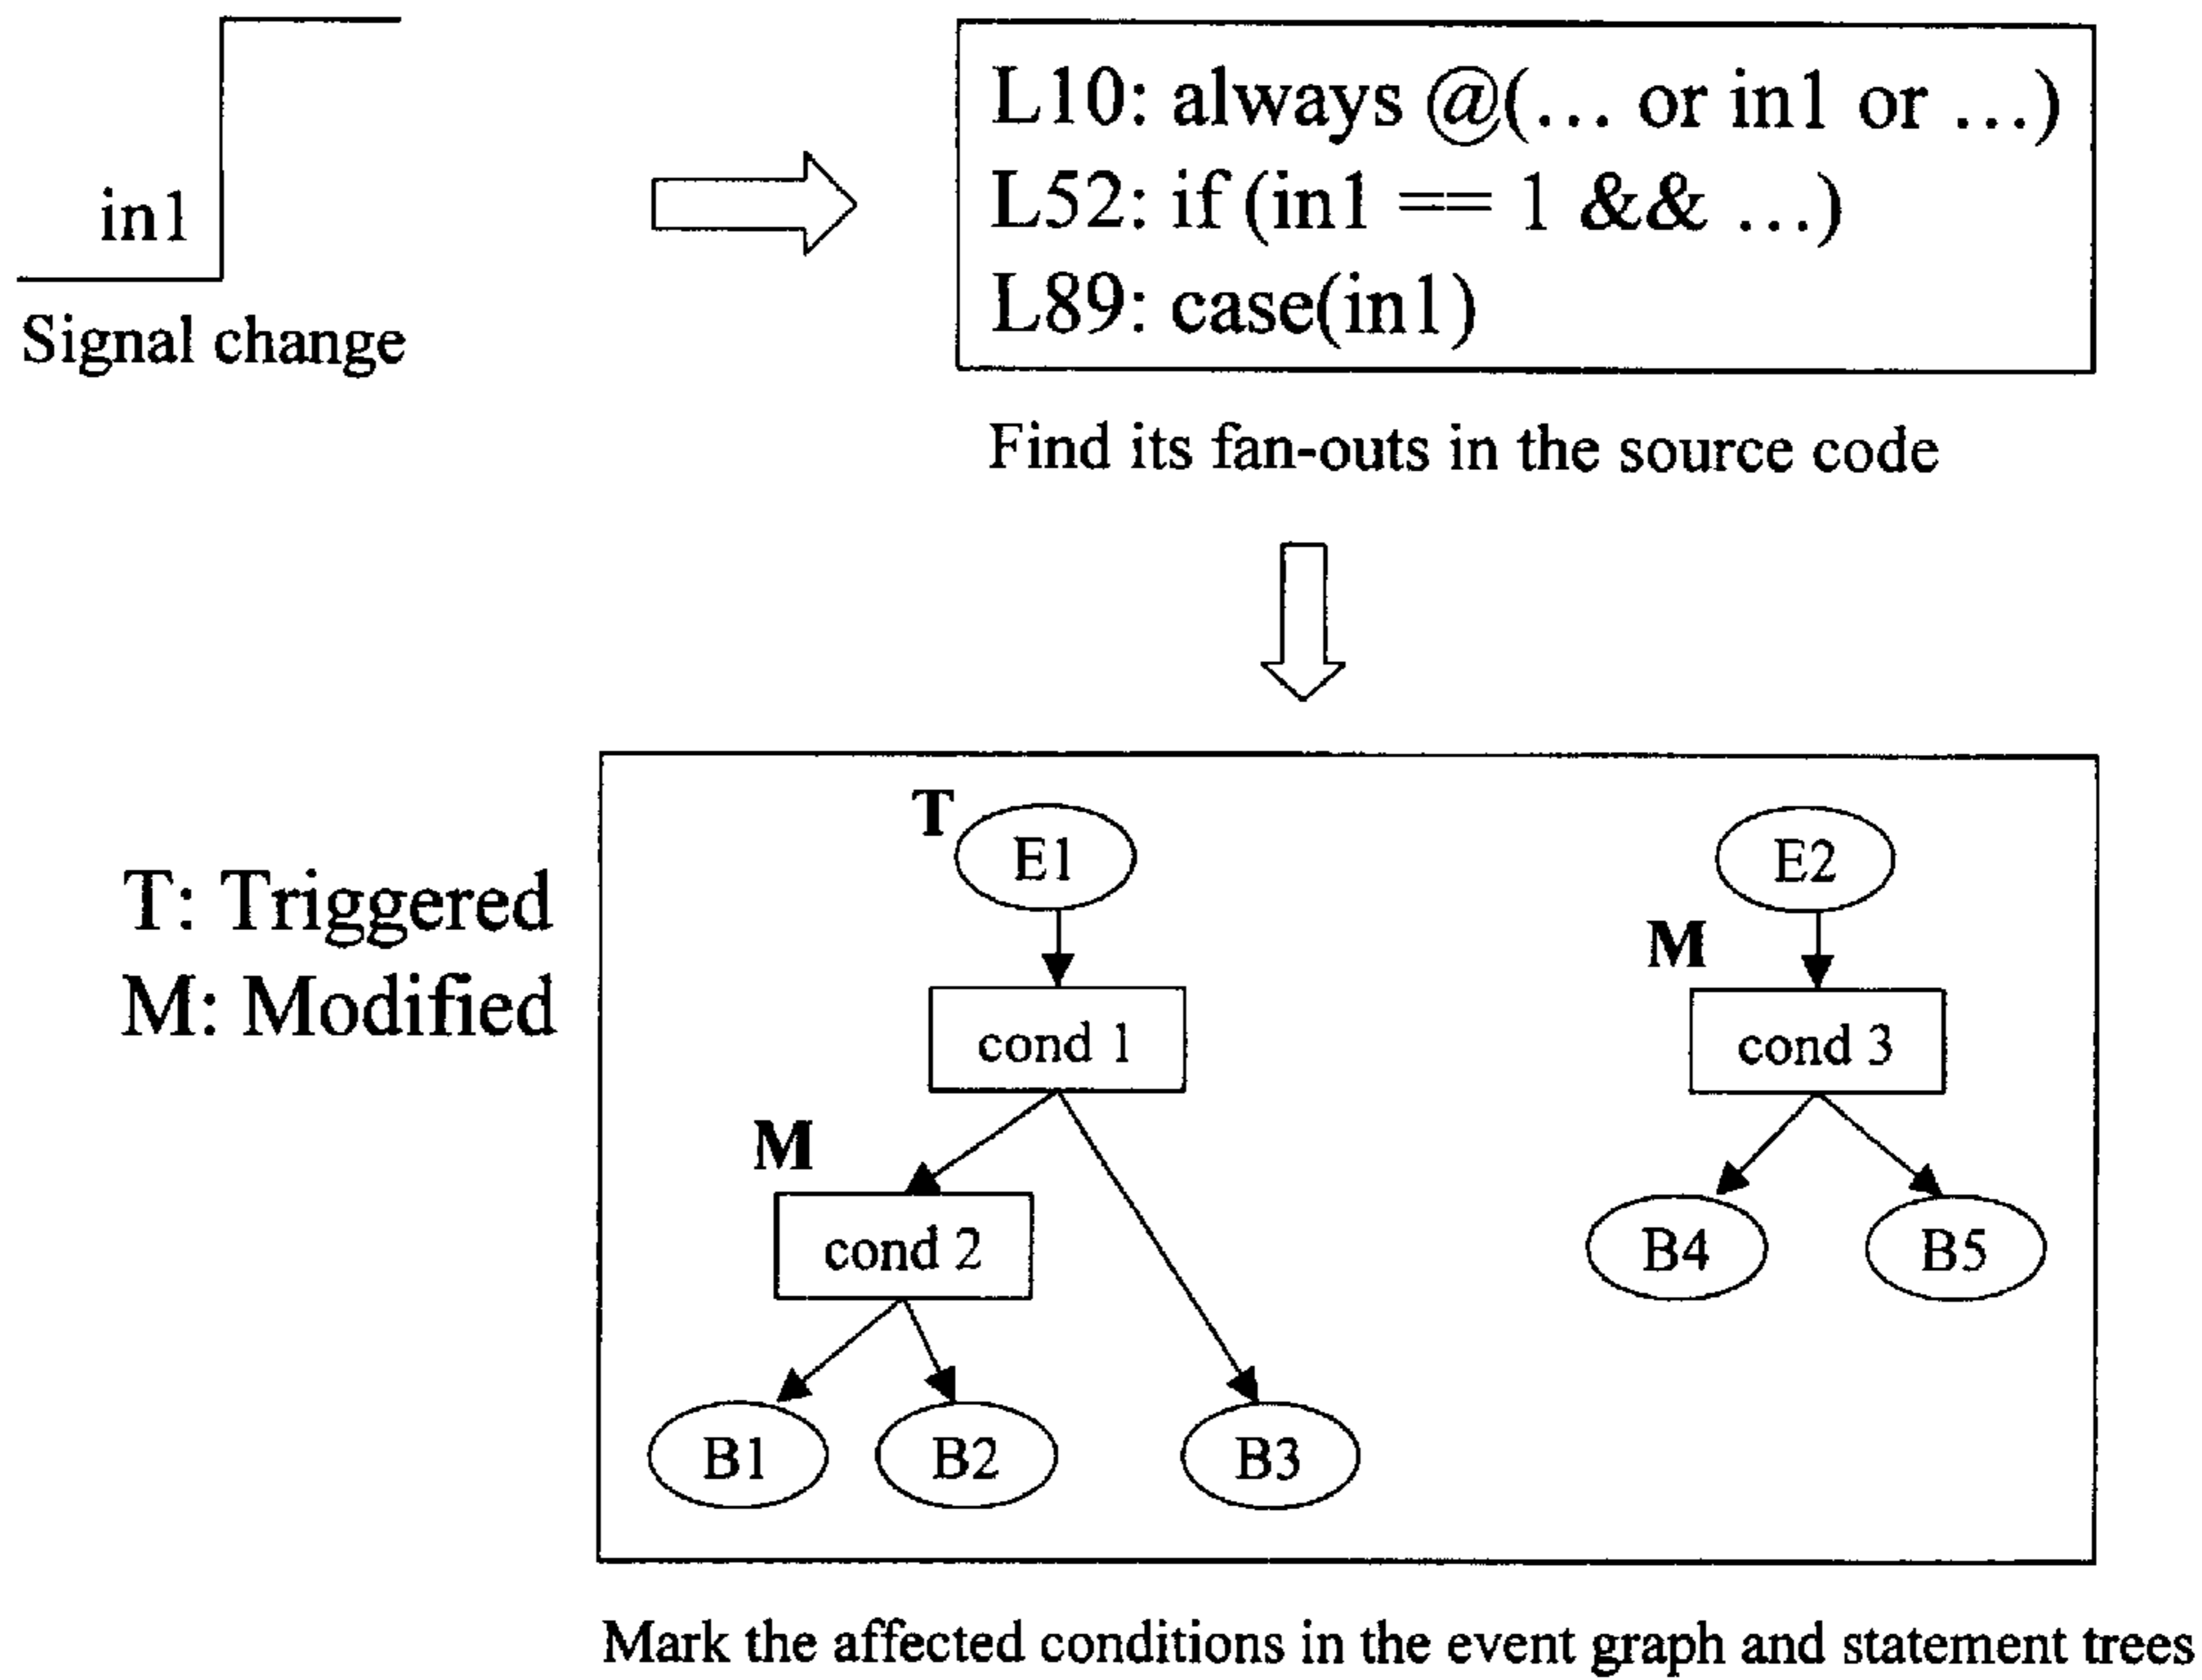 in1
Signal change
L10: always @(... or in1 or ...)
L52: if (in1 == 1 && ...)
L89: case(in1)
Find its fan-outs in the source code
T: Triggered
M: Modified
T
E1
E2
M
cond 1
cond 3
M
cond 2
B4
B5
B1
B2
B3
Mark the affected conditions in the event graph and statement trees